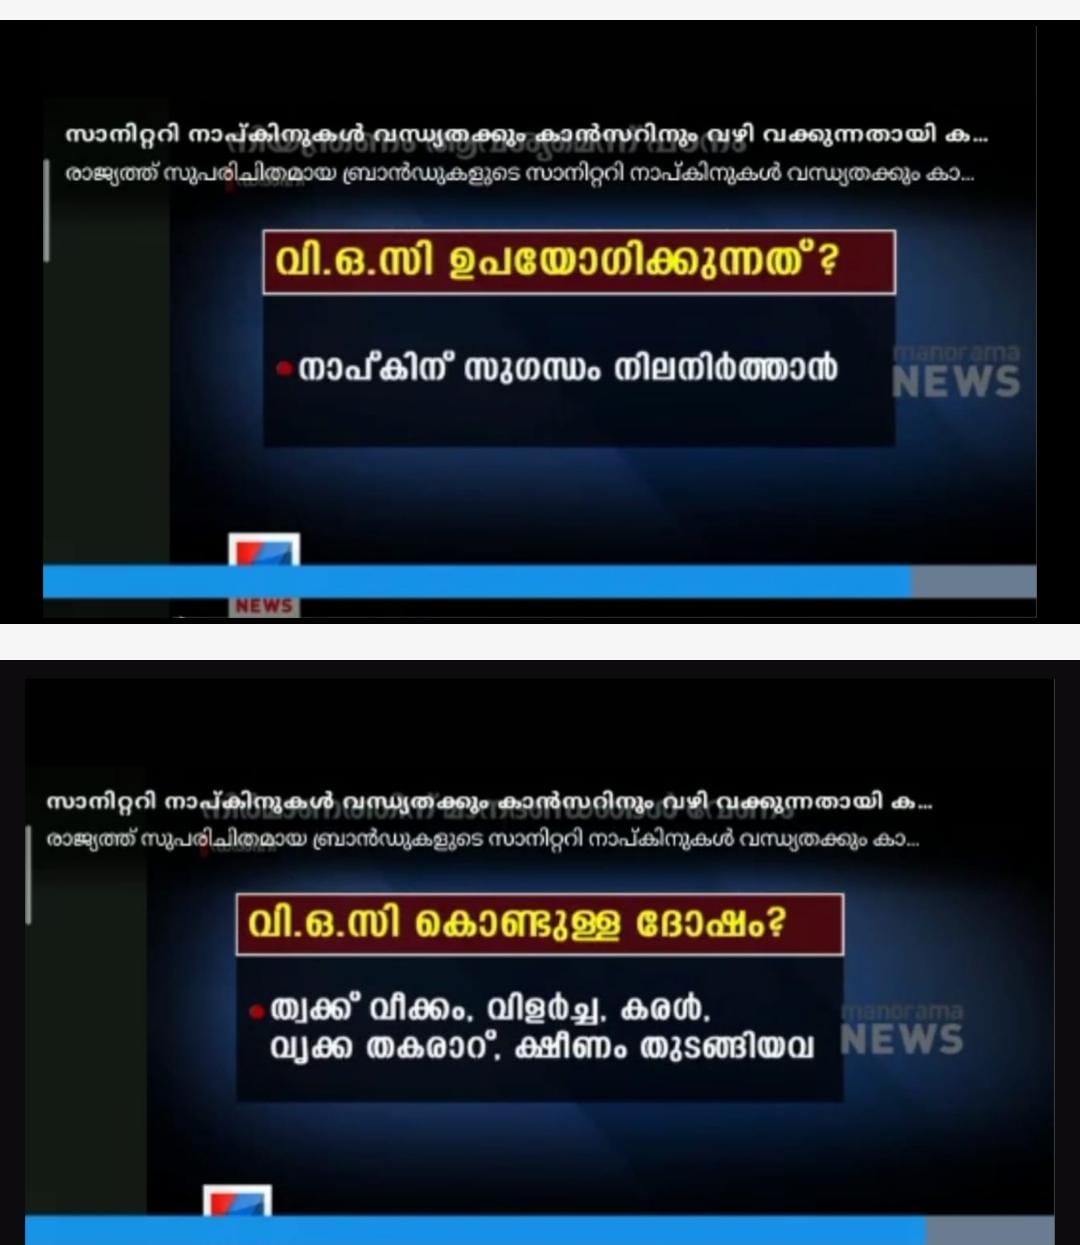 സാനിറ്ററി നാപ്കിനുകൾ വന്ധ്യതക്കും കാൻസറിനും വഴി വക്കുന്നതായി ക...
രാജ്യത്ത് സുപരിചിതമായ ബ്രാൻഡുകളുടെ സാനിറ്ററി നാപ്കിനുകൾ വന്ധ്യതക്കും കാ...
വി.ഒ.സി ഉപയോഗിക്കുന്നത്?
നാപ്കിന് സുഗന്ധം നിലനിർത്താൻ
manorama
NEWS
NEWS
സാനിറ്ററി നാപ്കിനുകൾ വന്ധ്യതക്കും കാൻസറിനും വഴി വക്കുന്നതായി ക...
രാജ്യത്ത് സുപരിചിതമായ ബ്രാൻഡുകളുടെ സാനിറ്ററി നാപ്കിനുകൾ വന്ധ്യതക്കും കാ...
വി.ഒ.സി കൊണ്ടുള്ള ദോഷം?
ത്വക്ക് വീക്കം, വിളർച്ച, കരൾ,
വൃക്ക തകരാറ്, ക്ഷീണം തുടങ്ങിയവ
manorama
NEWS